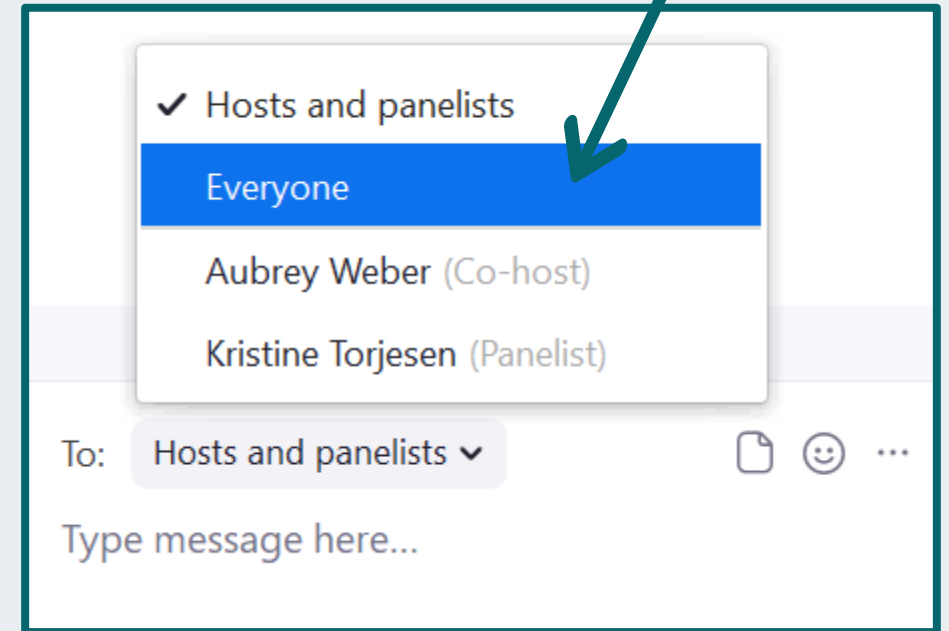 Hosts and panelists
Everyone
Aubrey Weber (Co-host)
Kristine Torjesen (Panelist)
To: Hosts and panelists
Type message here...